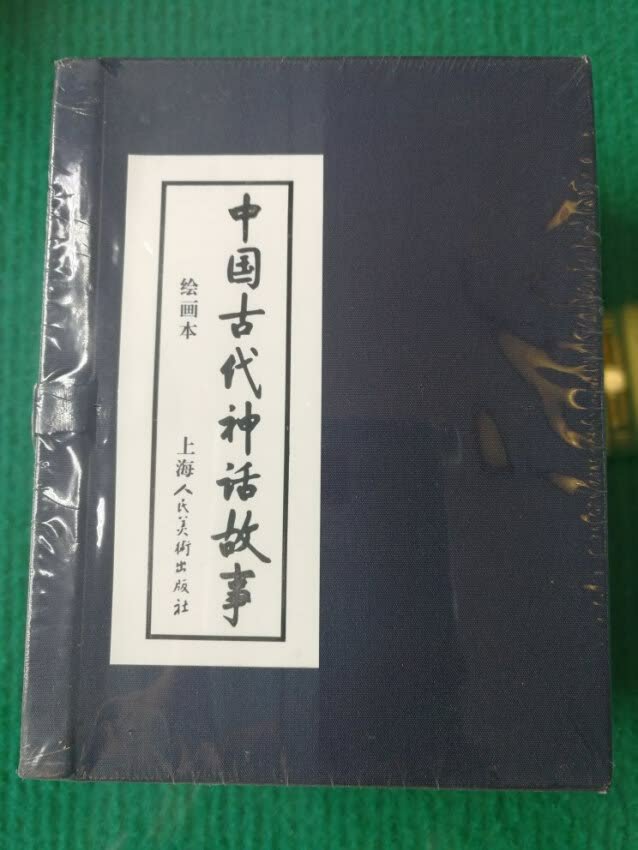 中国古代神话故事
绘画本
上海人民美術出版社